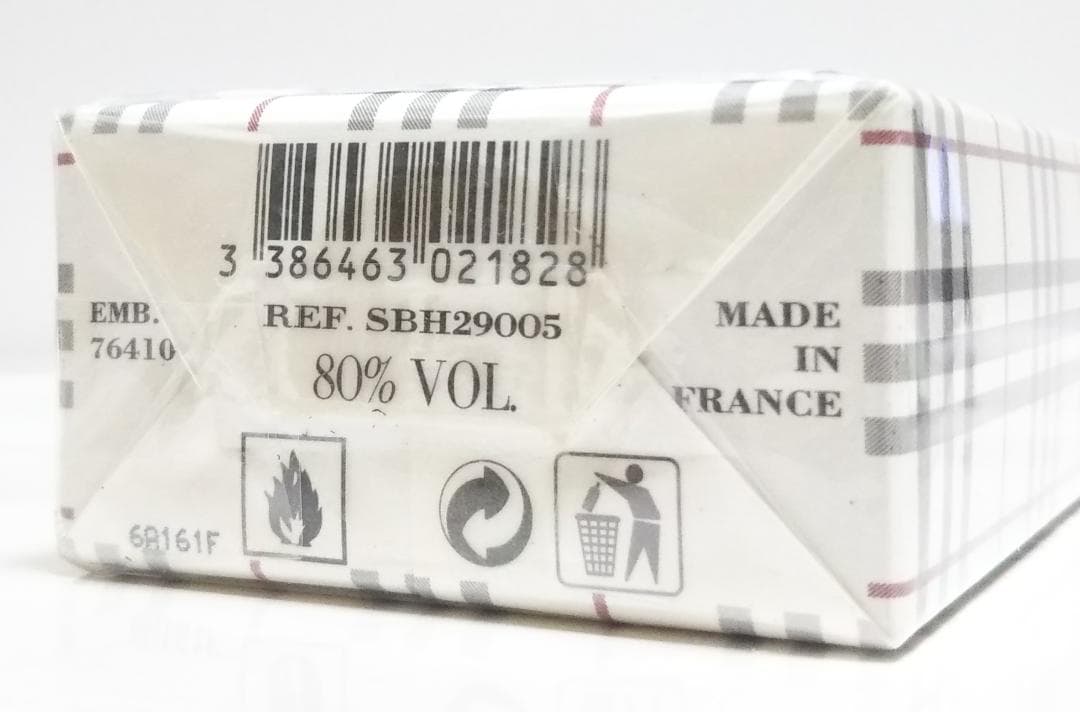 3 386463 021828
EMB.
76410
REF. SBH29005
80% VOL.
MADE
IN
FRANCE
6A161F